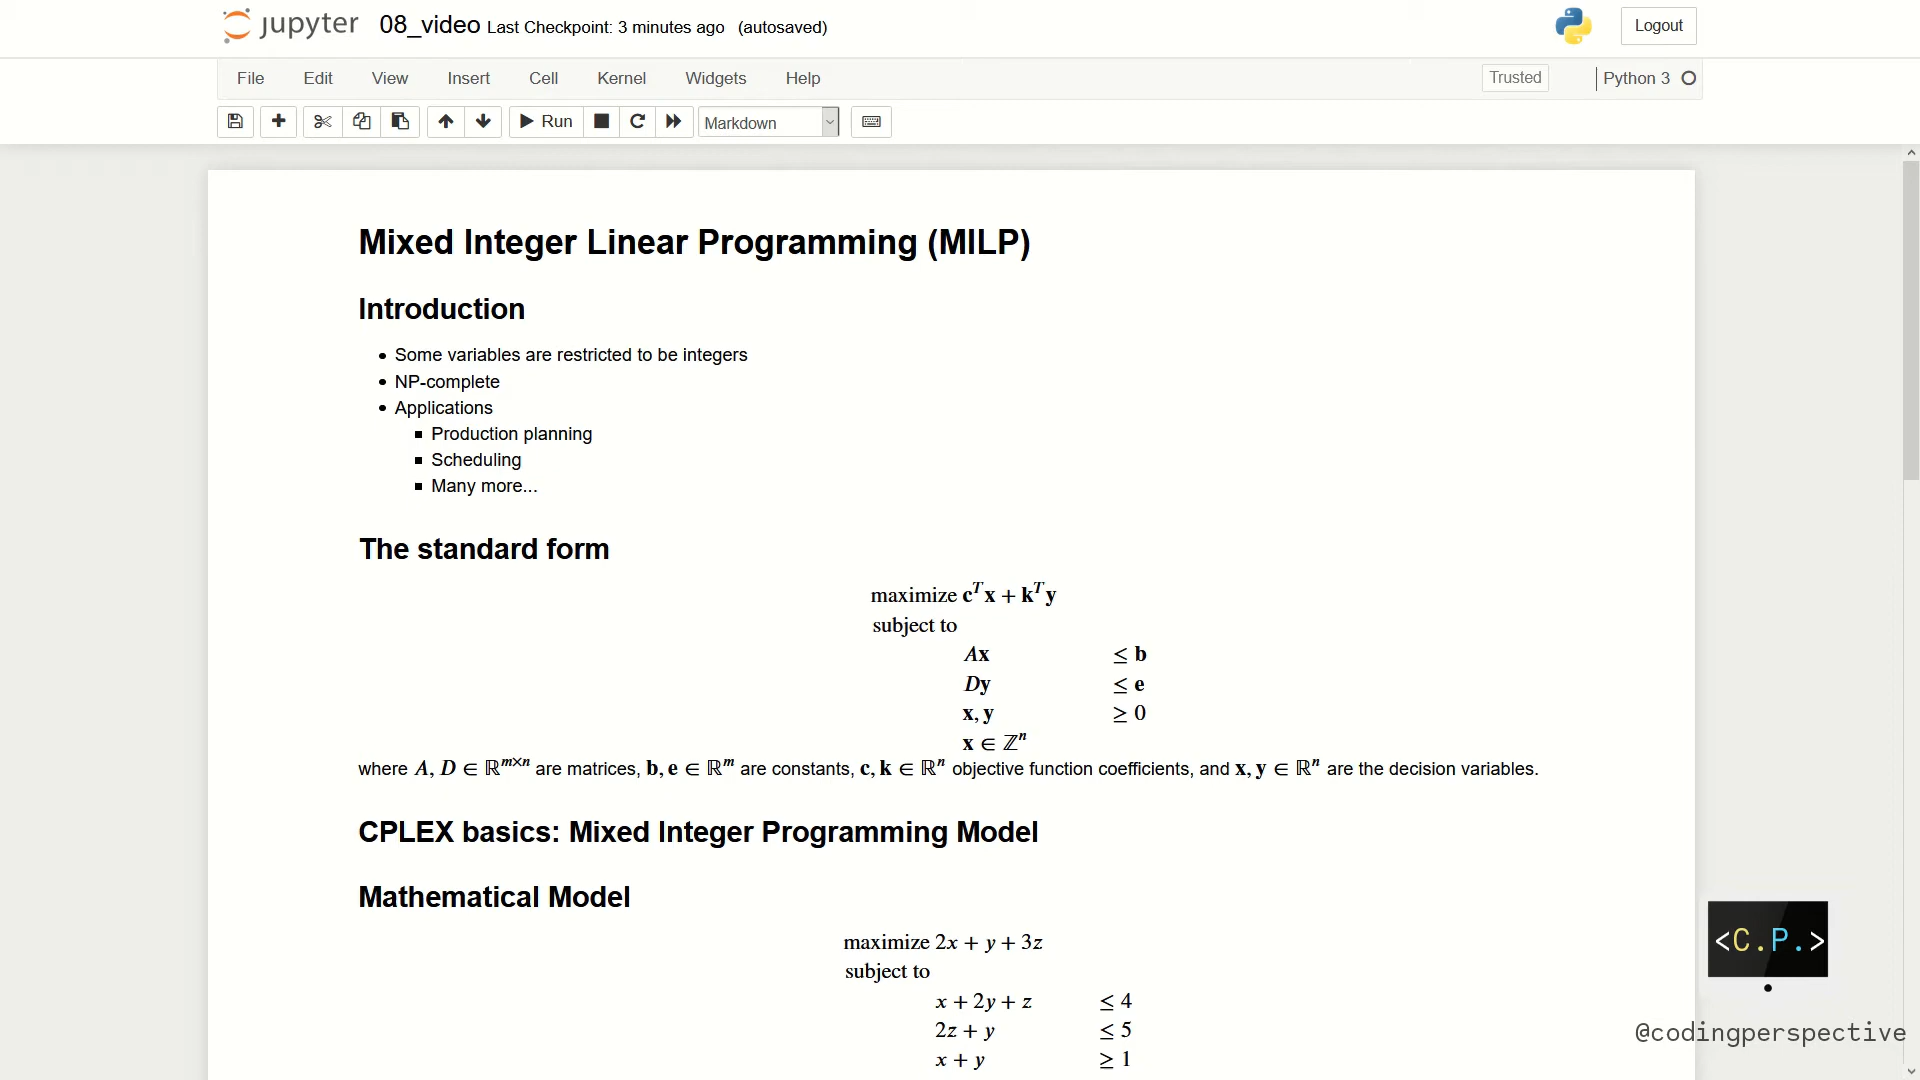 jupyter 08_video Last Checkpoint: 3 minutes ago (autosaved) Logout
File Edit View Insert Cell Kernel Widgets Help Trusted Python 3
Run Markdown
Mixed Integer Linear Programming (MILP)
Introduction
Some variables are restricted to be integers
NP-complete
Applications
Production planning
Scheduling
Many more...
The standard form
maximize c^T x + k^T y
subject to
Ax ≤ b
Dy ≤ e
x, y ≥ 0
x ∈ ℤ^n
where A, D ∈ ℝ^{m×n} are matrices, b, e ∈ ℝ^m are constants, c, k ∈ ℝ^n objective function coefficients, and x, y ∈ ℝ^n are the decision variables.
CPLEX basics: Mixed Integer Programming Model
Mathematical Model
maximize 2x + y + 3z
subject to
x + 2y + z ≤ 4
2z + y ≤ 5
x + y ≥ 1
<C.P.>
@codingperspective